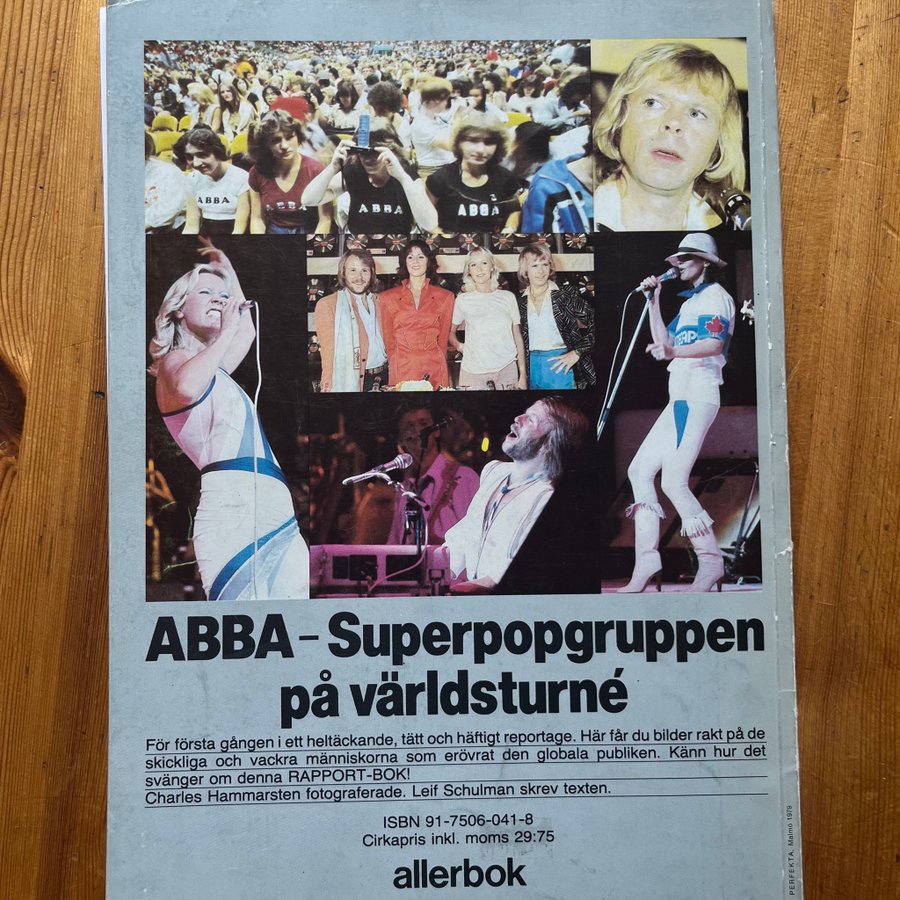 ABBA
ABBA
ABBA
ABBA
ABBA – Superpopgruppen
på världsturné
För första gången i ett heltäckande, tätt och häftigt reportage. Här får du bilder rakt på de
skickliga och vackra människorna som erövrat den globala publiken. Känn hur det
svänger om denna RAPPORT-BOK!
Charles Hammarsten fotograferade. Leif Schulman skrev texten.
ISBN 91-7506-041-8
Cirkapris inkl. moms 29:75
allerbok
PERFEKTA, Malmö 1979